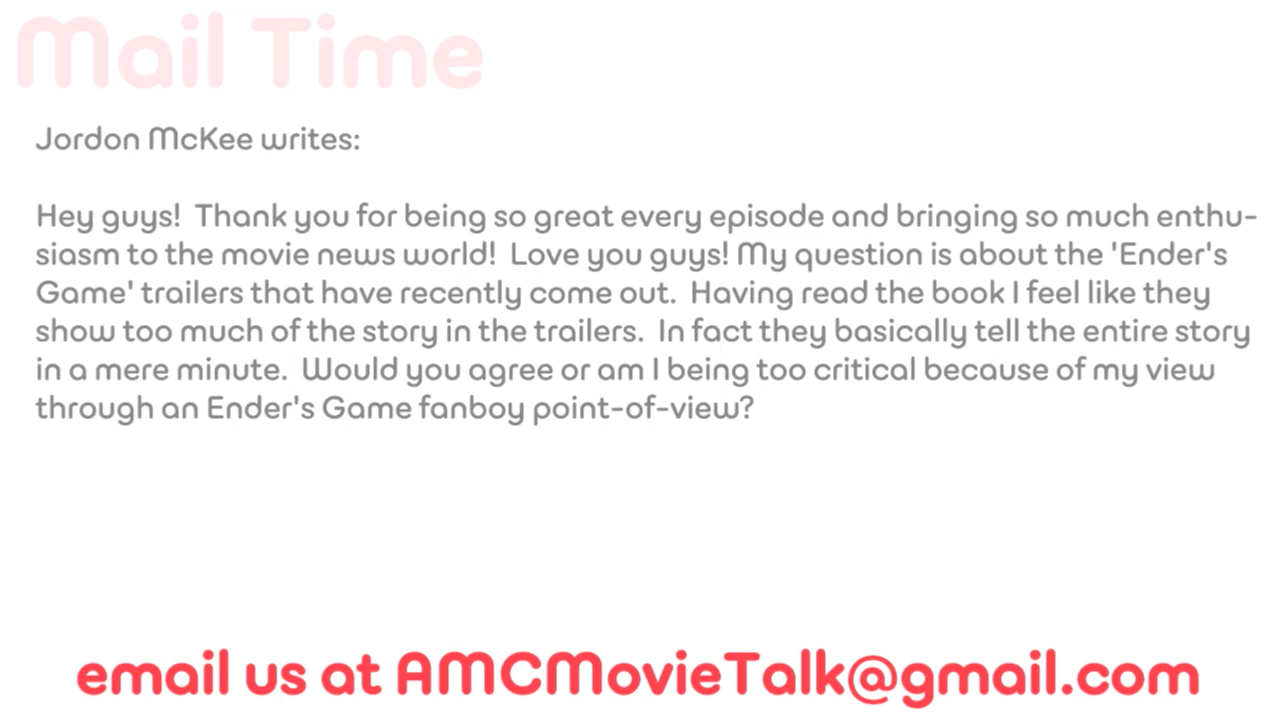 Mail Time
Jordon McKee writes:
Hey guys!  Thank you for being so great every episode and bringing so much enthu-
siasm to the movie news world!  Love you guys! My question is about the 'Ender's
Game' trailers that have recently come out.  Having read the book I feel like they
show too much of the story in the trailers.  In fact they basically tell the entire story
in a mere minute.  Would you agree or am I being too critical because of my view
through an Ender's Game fanboy point-of-view?
email us at AMCMovieTalk@gmail.com